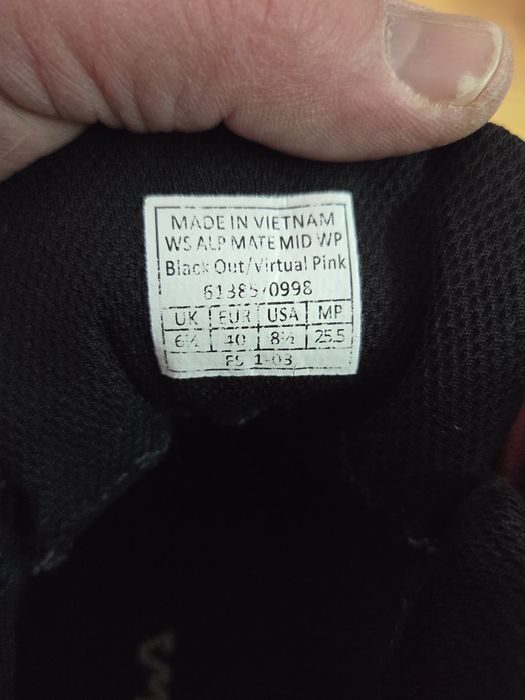 MADE IN VIETNAM
WS ALP MATE MID WP
Black Out/Virtual Pink
61385/0998
UK EUR USA MP
6½ 40 8½ 25.5
FS 1-03